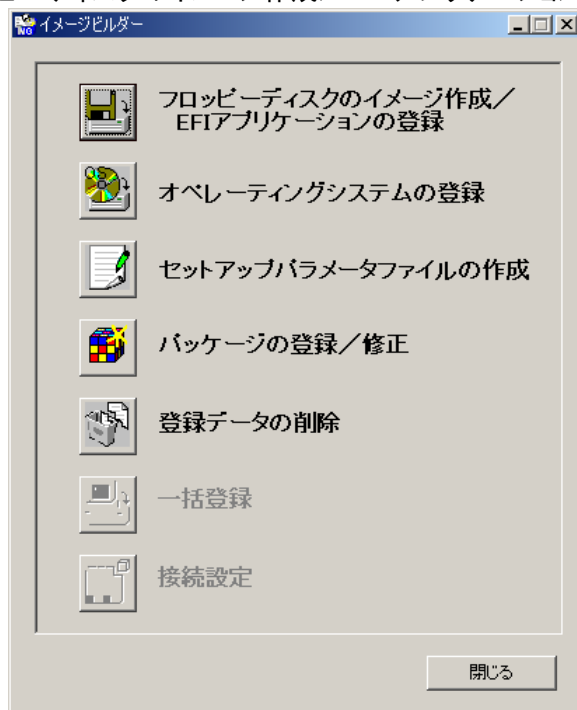 イメージビルダー
フロッピーディスクのイメージ作成／
EFIアプリケーションの登録
オペレーティングシステムの登録
セットアップパラメータファイルの作成
パッケージの登録／修正
登録データの削除
一括登録
接続設定
閉じる